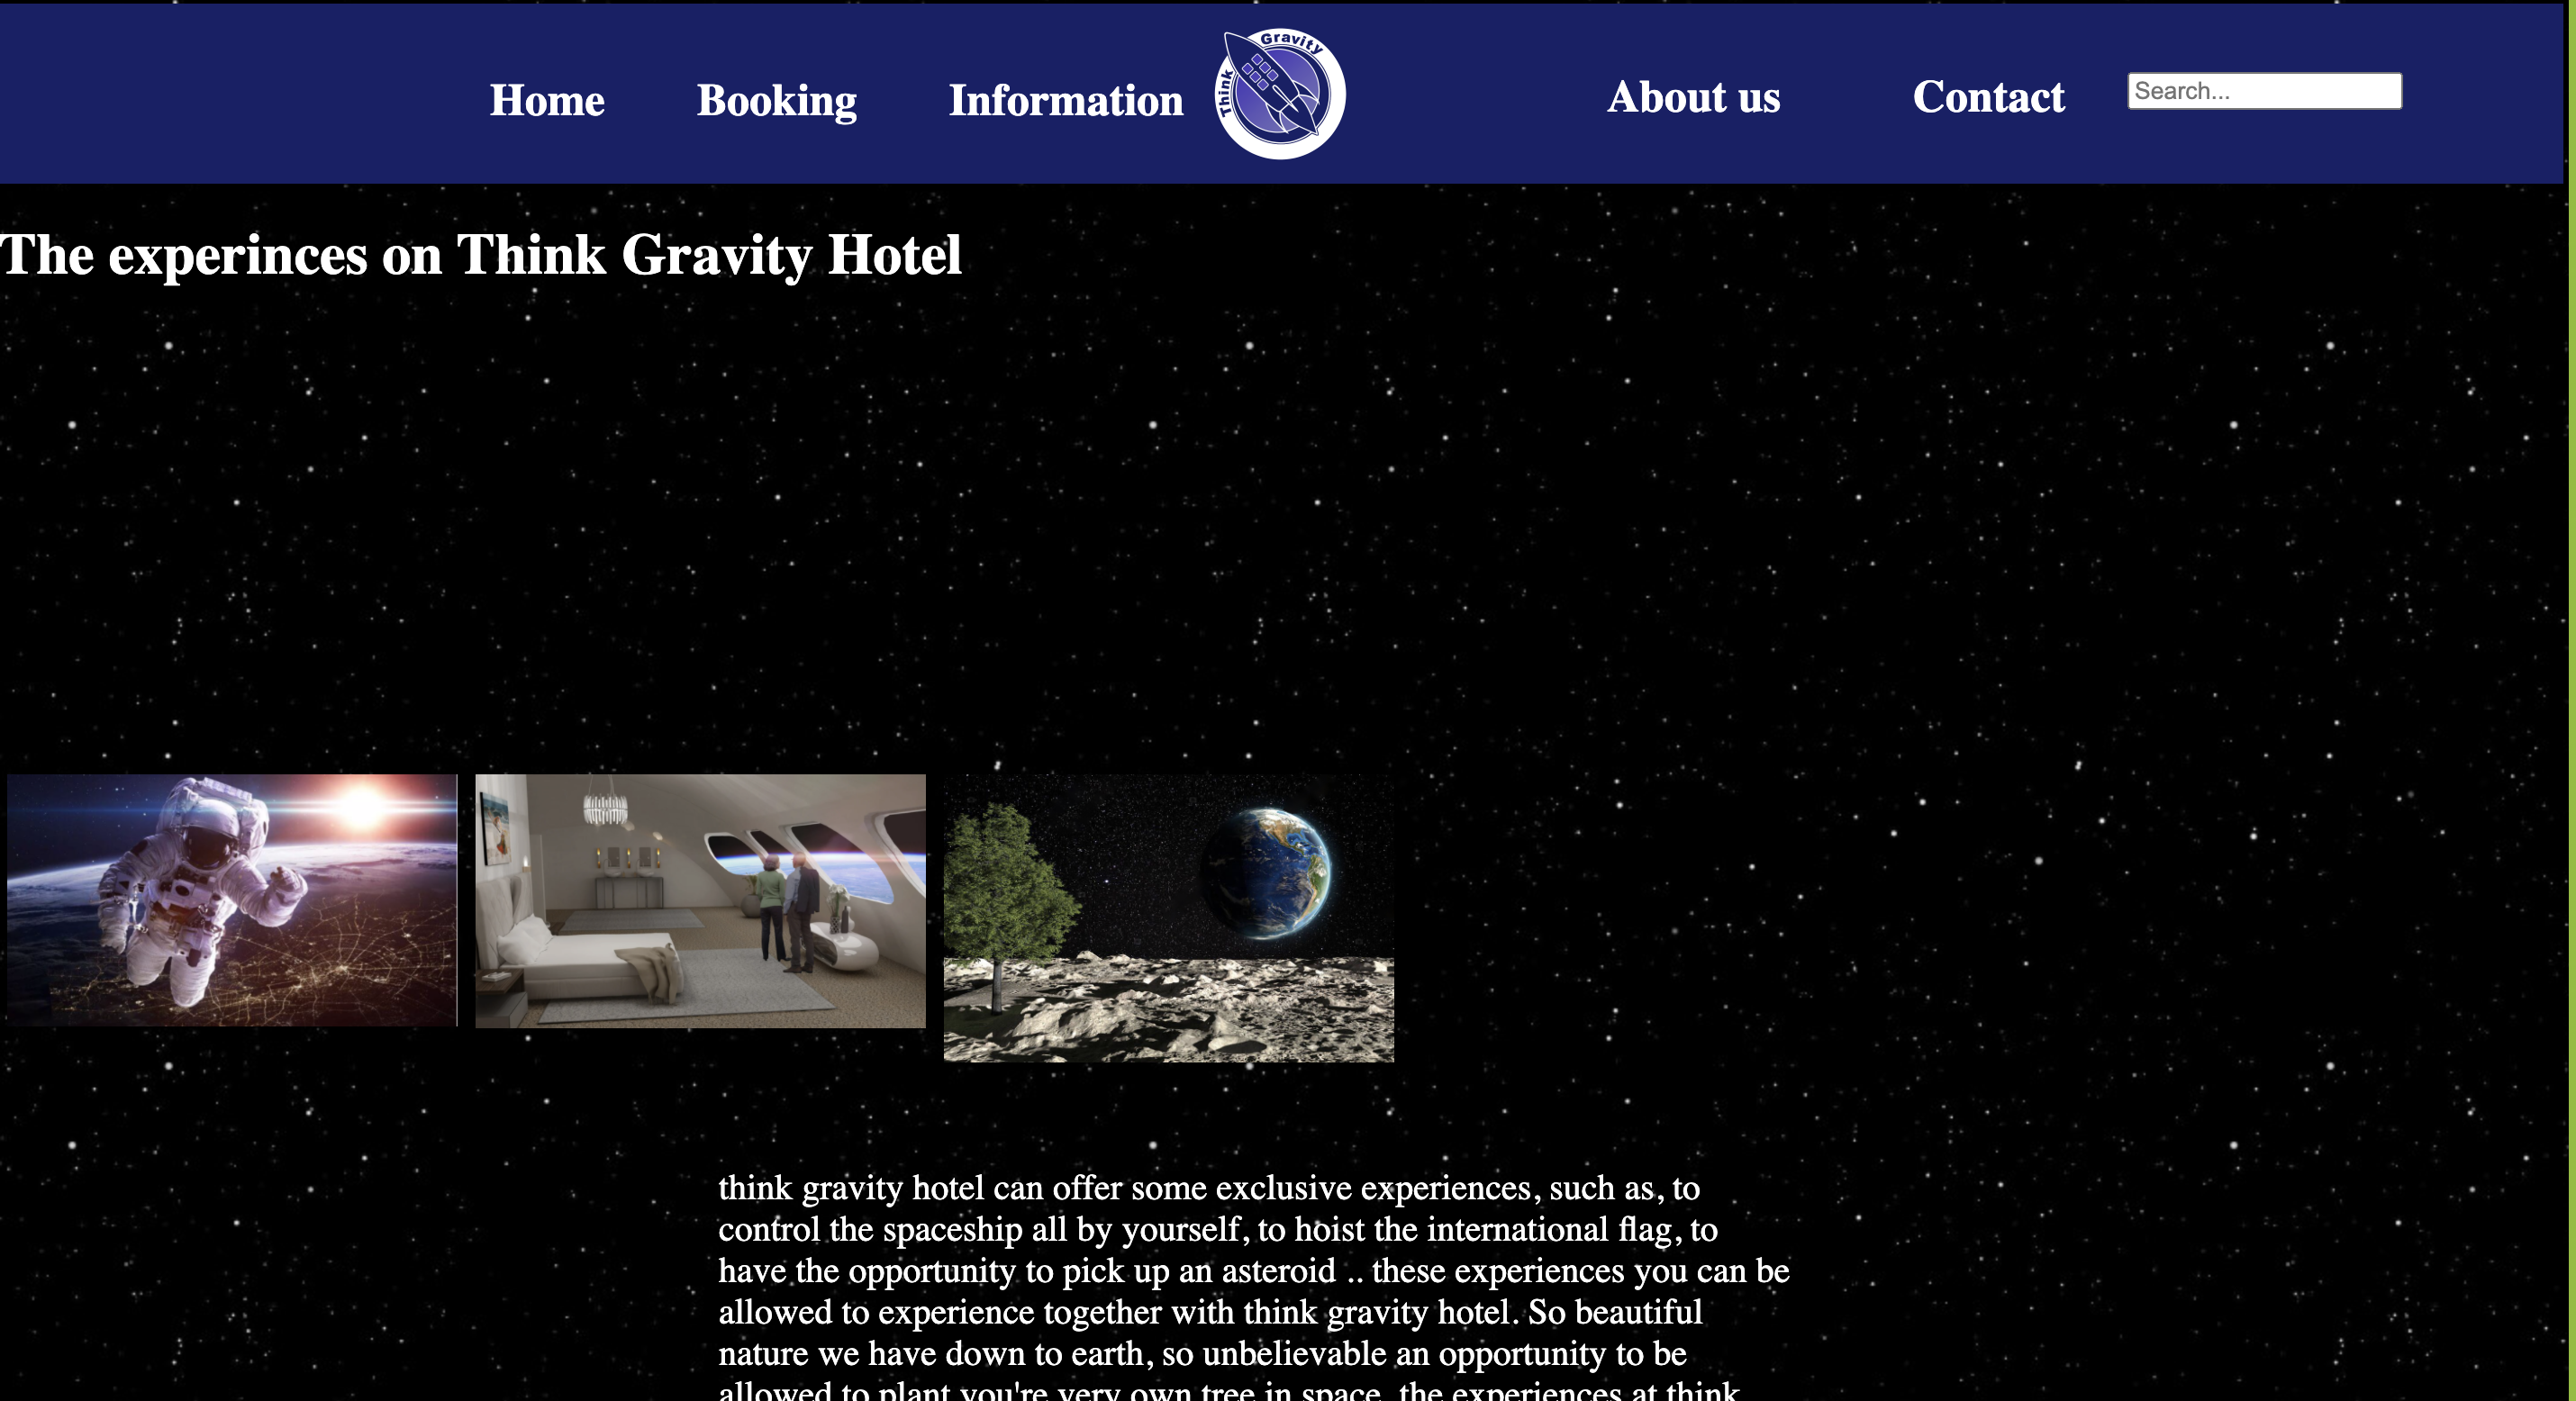 Home Booking Information Think Gravity About us Contact Search...
The experinces on Think Gravity Hotel
think gravity hotel can offer some exclusive experiences, such as, to
control the spaceship all by yourself, to hoist the international flag, to
have the opportunity to pick up an asteroid .. these experiences you can be
allowed to experience together with think gravity hotel. So beautiful
nature we have down to earth, so unbelievable an opportunity to be
allowed to plant you're very own tree in space. the experiences at think